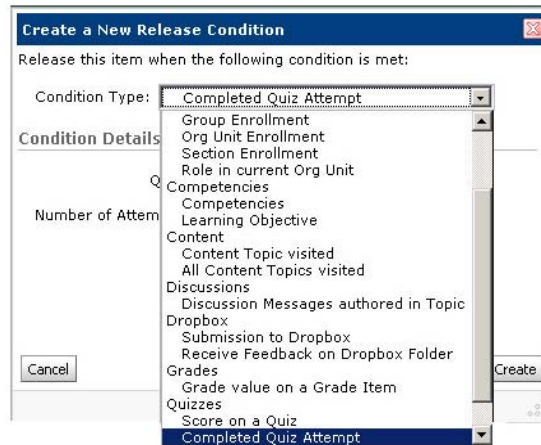 Create a New Release Condition
Release this item when the following condition is met:
Condition Type: Completed Quiz Attempt
Group Enrollment
Condition Details
Org Unit Enrollment
Section Enrollment
Role in current Org Unit
Q
Competencies
Competencies
Number of Attem
Learning Objective
Content
Content Topic visited
All Content Topics visited
Discussions
Discussion Messages authored in Topic
Dropbox
Submission to Dropbox
Receive Feedback on Dropbox Folder
Cancel
Create
Grades
Grade value on a Grade Item
Quizzes
Score on a Quiz
Completed Quiz Attempt